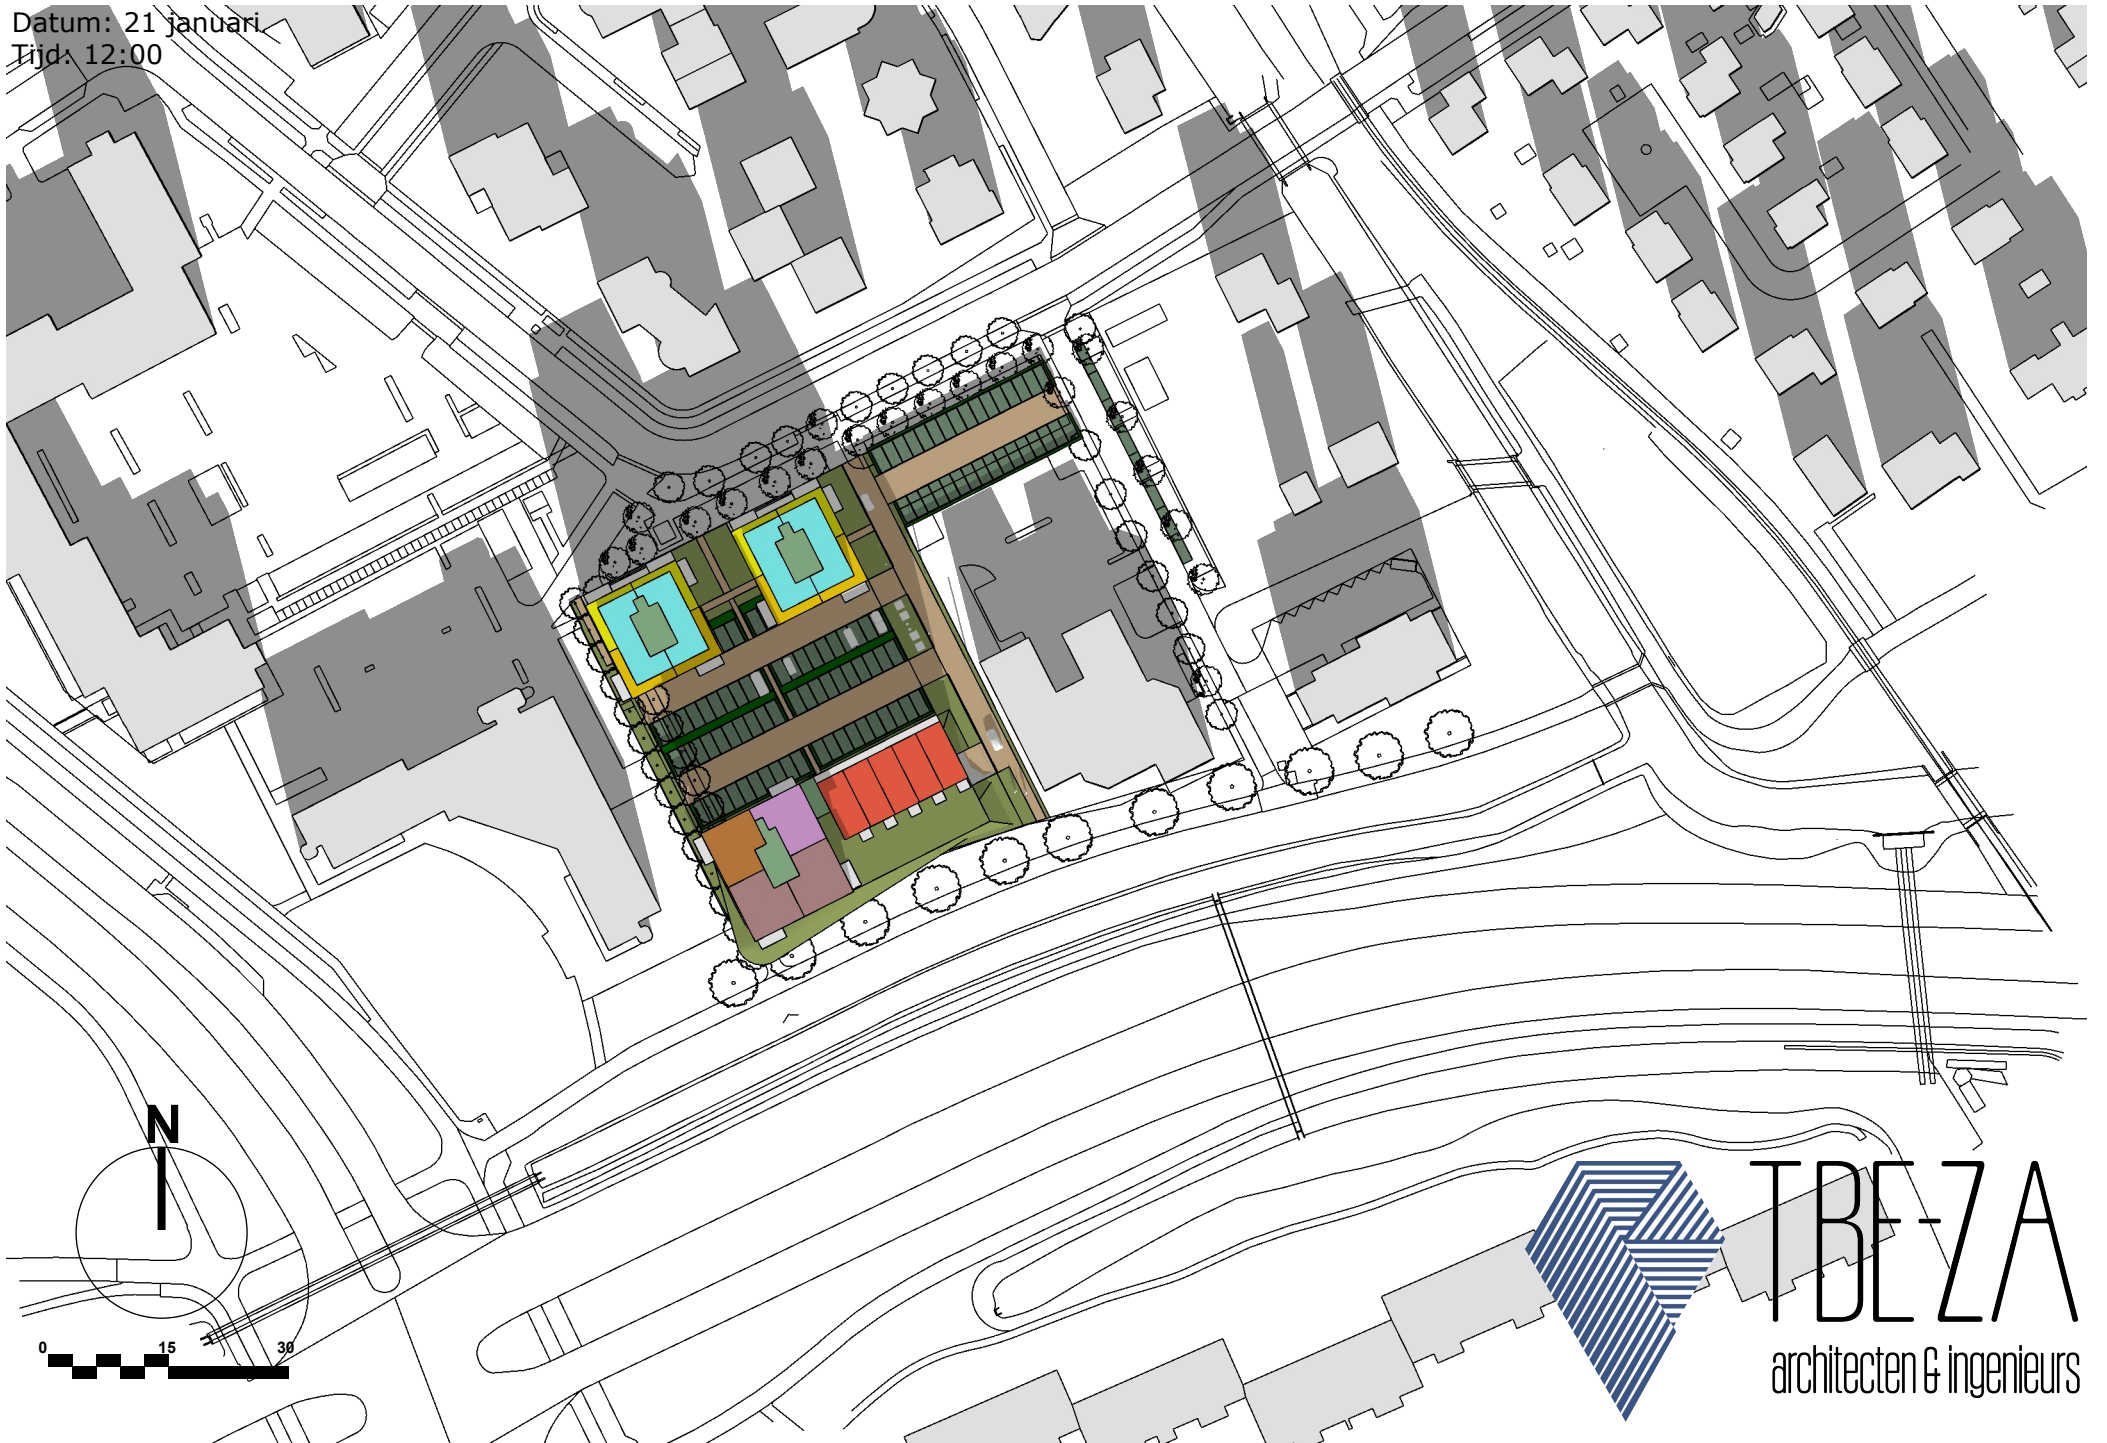 Datum: 21 januari
Tijd: 12:00
N
0 15 30
TBE-ZA
architecten & ingenieurs